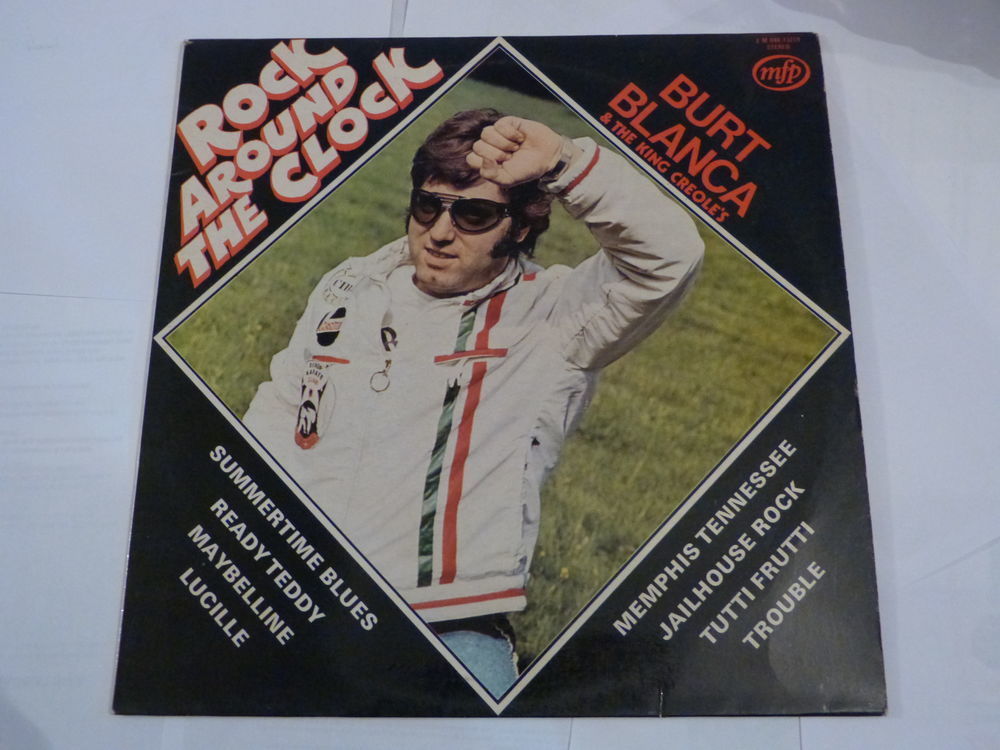 ROCK
AROUND
THE
CLOCK
STEREO
mfp
BURT
BLANCA
& THE KING CREOLE'S
SUMMERTIME BLUES
READY TEDDY
MAYBELLINE
LUCILLE
MEMPHIS TENNESSEE
JAILHOUSE ROCK
TUTTI FRUTTI
TROUBLE